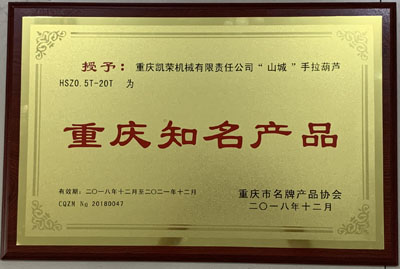 授予：重庆凯荣机械有限责任公司“山城”手拉葫芦
HSZ0.5T-20T 为
重庆知名产品
有效期：二〇一八年十二月至二〇二一年十二月
CQZM No 20180047
重庆市名牌产品协会
二〇一八年十二月